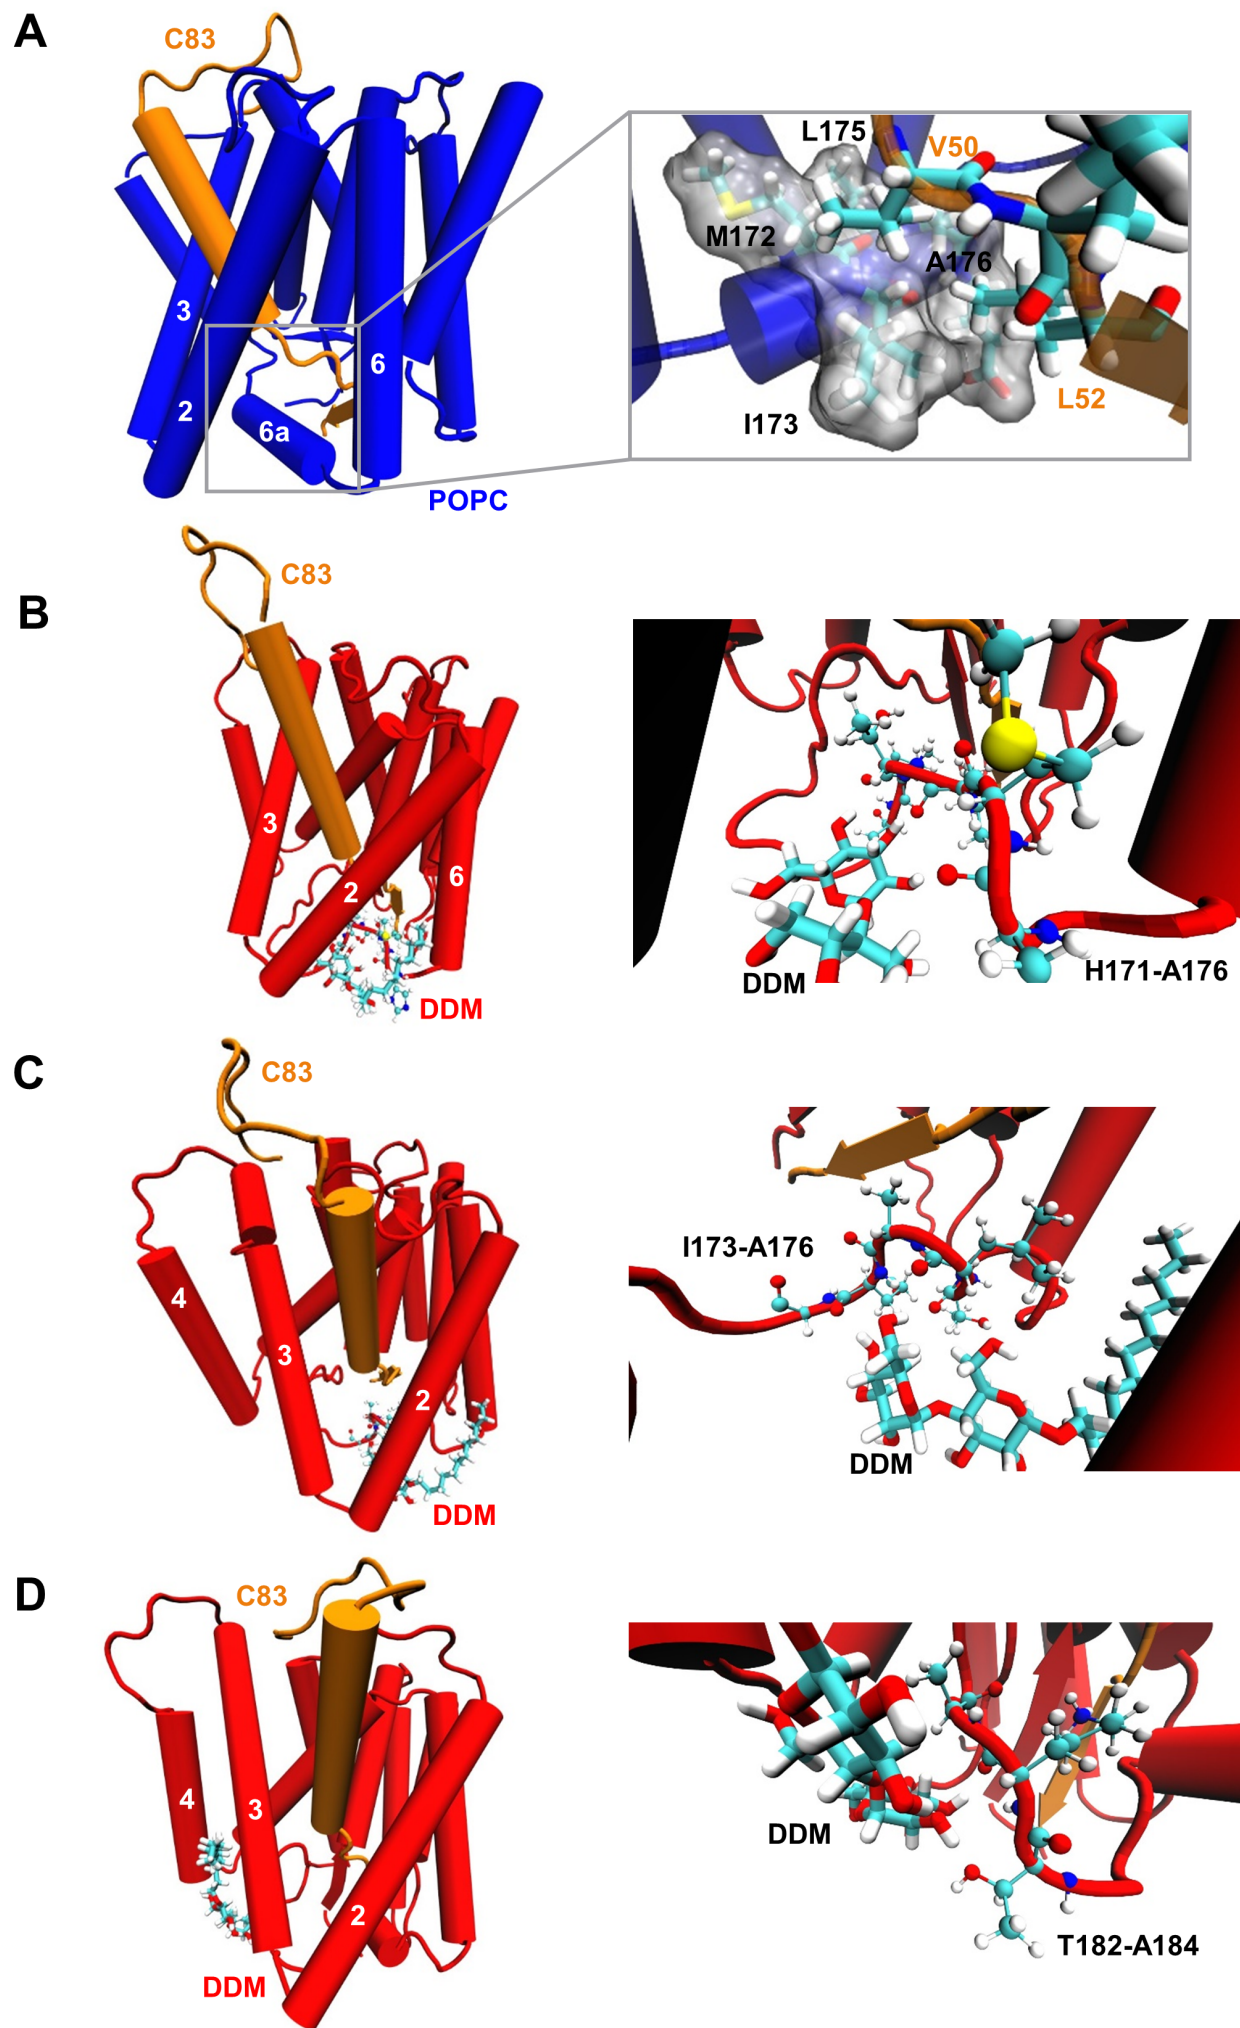 A
C83
3
2
6a
6
POPC
L175
V50
M172
A176
I173
L52
B
C83
3
2
6
DDM
DDM
H171-A176
C
C83
4
3
2
DDM
I173-A176
DDM
D
C83
4
3
2
DDM
DDM
T182-A184